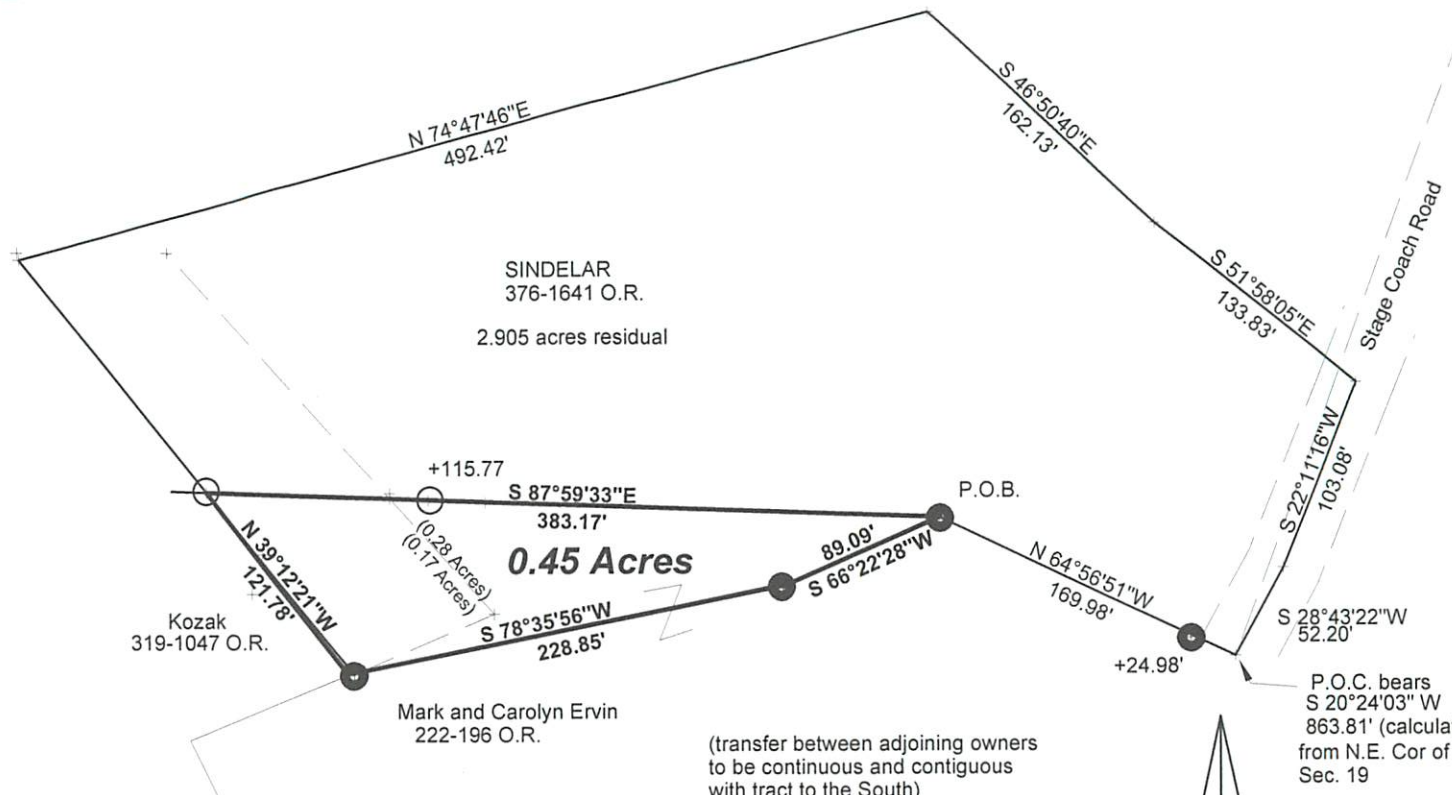 N 74°47'46"E
492.42'
S 46°50'40"E
162.13'
S 51°58'05"E
133.83'
Stage Coach Road
SINDELAR
376-1641 O.R.
2.905 acres residual
S 22°11'16"W
103.08'
+115.77
S 87°59'33"E
383.17'
P.O.B.
(0.28 Acres)
(0.17 Acres)
0.45 Acres
89.09'
S 66°22'28"W
N 64°56'51"W
169.98'
N 39°12'21"W
121.78'
Kozak
319-1047 O.R.
S 78°35'56"W
228.85'
S 28°43'22"W
52.20'
+24.98'
P.O.C. bears
S 20°24'03" W
863.81' (calcula
from N.E. Cor of
Sec. 19
Mark and Carolyn Ervin
222-196 O.R.
(transfer between adjoining owners
to be continuous and contiguous
with tract to the South)